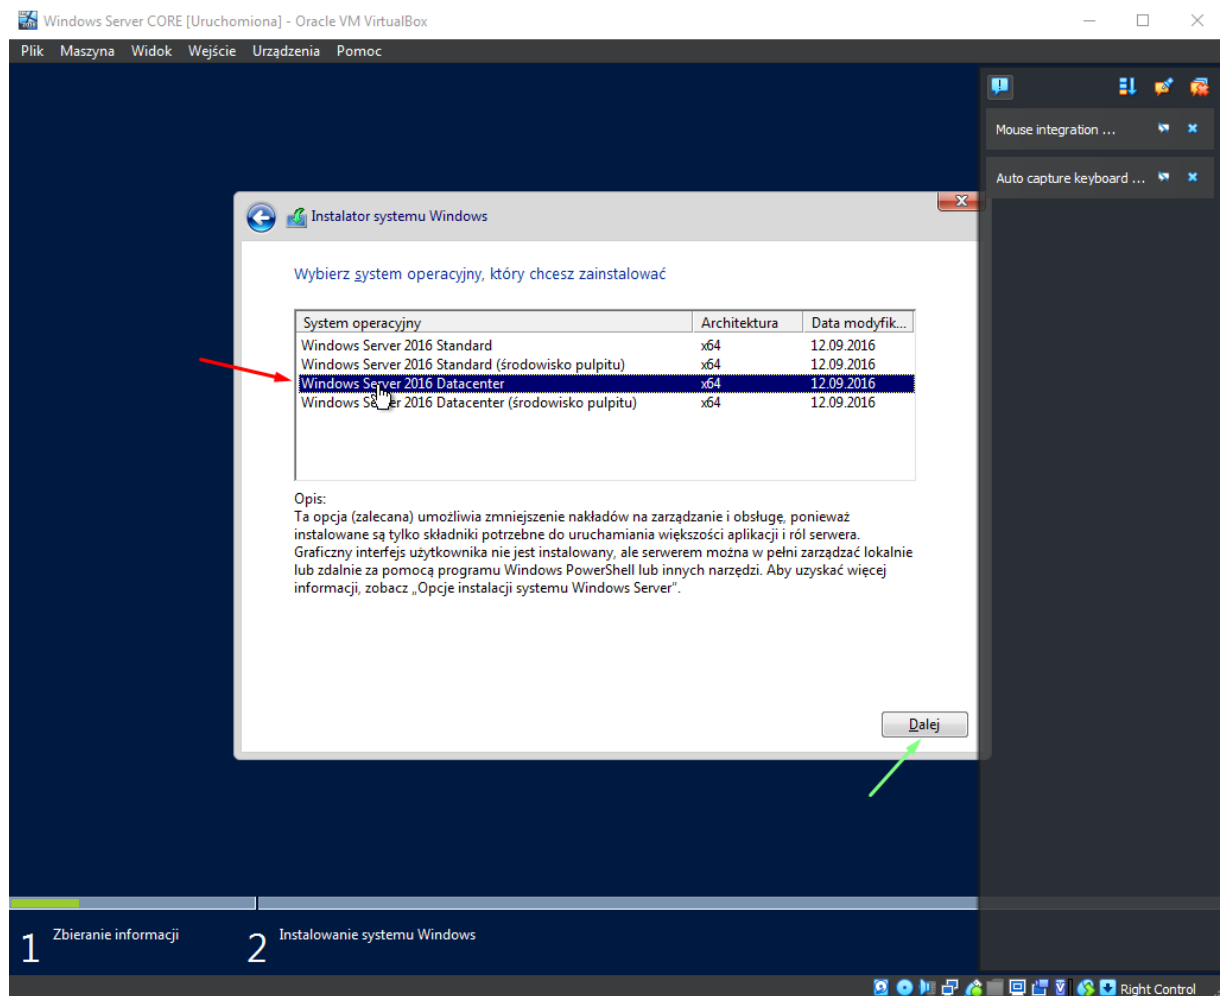 Windows Server CORE [Uruchomiona] - Oracle VM VirtualBox
Plik Maszyna Widok Wejście Urządzenia Pomoc
Mouse integration ...
Auto capture keyboard ...
Instalator systemu Windows
Wybierz system operacyjny, który chcesz zainstalować
System operacyjny Architektura Data modyfik...
Windows Server 2016 Standard x64 12.09.2016
Windows Server 2016 Standard (środowisko pulpitu) x64 12.09.2016
Windows Server 2016 Datacenter x64 12.09.2016
Windows Server 2016 Datacenter (środowisko pulpitu) x64 12.09.2016
Opis:
Ta opcja (zalecana) umożliwia zmniejszenie nakładów na zarządzanie i obsługę, ponieważ
instalowane są tylko składniki potrzebne do uruchamiania większości aplikacji i ról serwera.
Graficzny interfejs użytkownika nie jest instalowany, ale serwerem można w pełni zarządzać lokalnie
lub zdalnie za pomocą programu Windows PowerShell lub innych narzędzi. Aby uzyskać więcej
informacji, zobacz „Opcje instalacji systemu Windows Server”.
Dalej
1 Zbieranie informacji
2 Instalowanie systemu Windows
Right Control